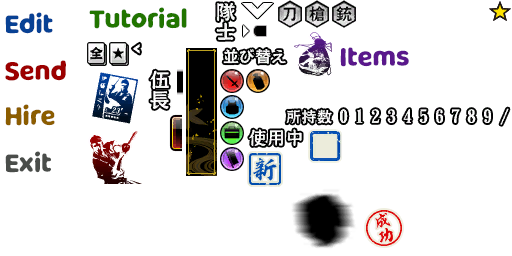 Edit
Tutorial
隊士
刀
槍
銃
Send
全
★
並び替え
Items
伍長
Hire
所持数
0123456789/
使用中
Exit
新
成功